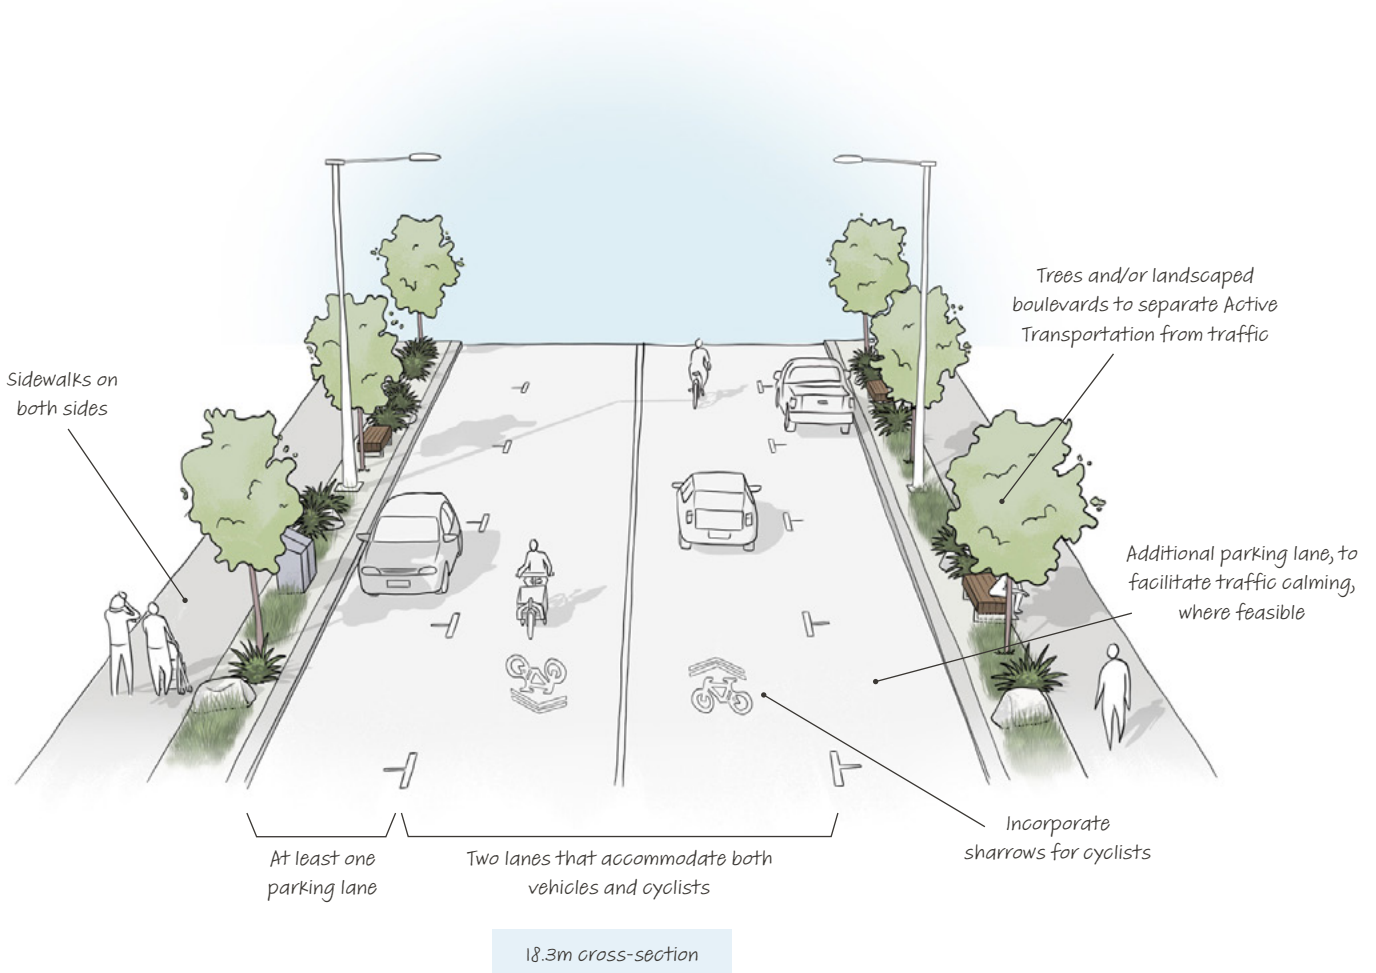 Trees and/or landscaped
boulevards to separate Active
Transportation from traffic
Sidewalks on
both sides
Additional parking lane, to
facilitate traffic calming,
where feasible
Incorporate
sharrows for cyclists
At least one
parking lane
Two lanes that accommodate both
vehicles and cyclists
18.3m cross-section